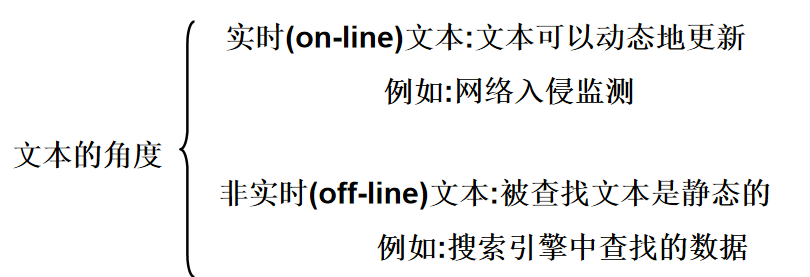 实时(on-line)文本:文本可以动态地更新
例如:网络入侵监测
文本的角度
非实时(off-line)文本:被查找文本是静态的
例如:搜索引擎中查找的数据